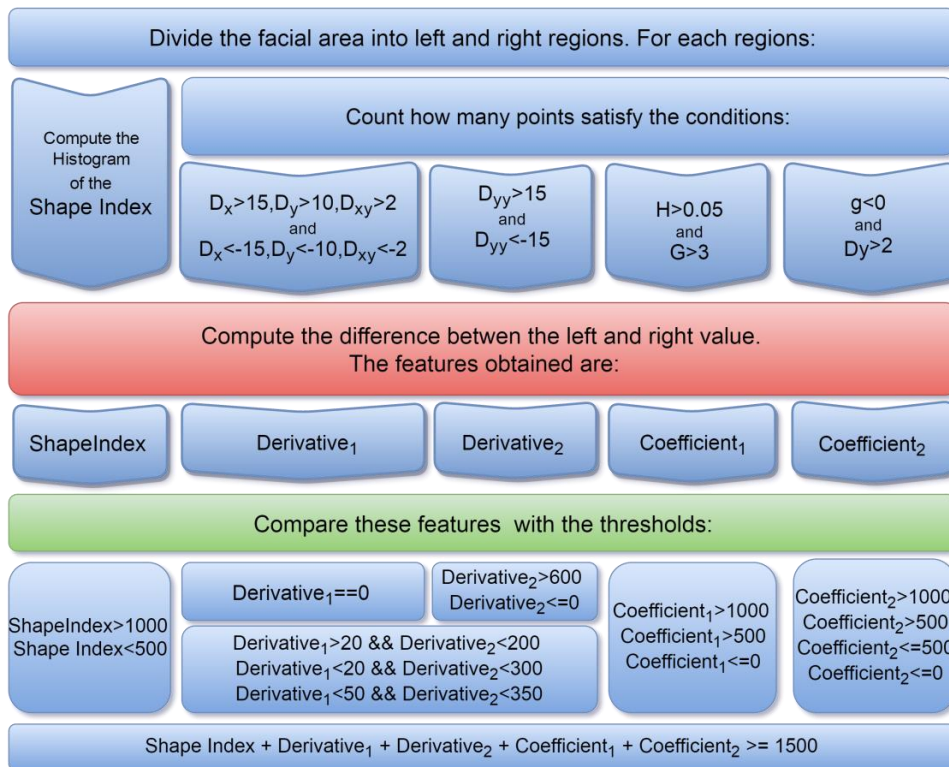 Divide the facial area into left and right regions. For each regions:
Compute the
Histogram
of the
Shape Index
Count how many points satisfy the conditions:
Dₓ>15,Dᵧ>10,Dₓᵧ>2
and
Dₓ<-15,Dᵧ<-10,Dₓᵧ<-2
Dᵧᵧ>15
and
Dᵧᵧ<-15
H>0.05
and
G>3
g<0
and
Dy>2
Compute the difference betwen the left and right value.
The features obtained are:
ShapeIndex
Derivative₁
Derivative₂
Coefficient₁
Coefficient₂
Compare these features with the thresholds:
ShapeIndex>1000
Shape Index<500
Derivative₁==0
Derivative₂>600
Derivative₂<=0
Derivative₁>20 && Derivative₂<200
Derivative₁<20 && Derivative₂<300
Derivative₁<50 && Derivative₂<350
Coefficient₁>1000
Coefficient₁>500
Coefficient₁<=0
Coefficient₂>1000
Coefficient₂>500
Coefficient₂<=500
Coefficient₂<=0
Shape Index + Derivative₁ + Derivative₂ + Coefficient₁ + Coefficient₂ >= 1500